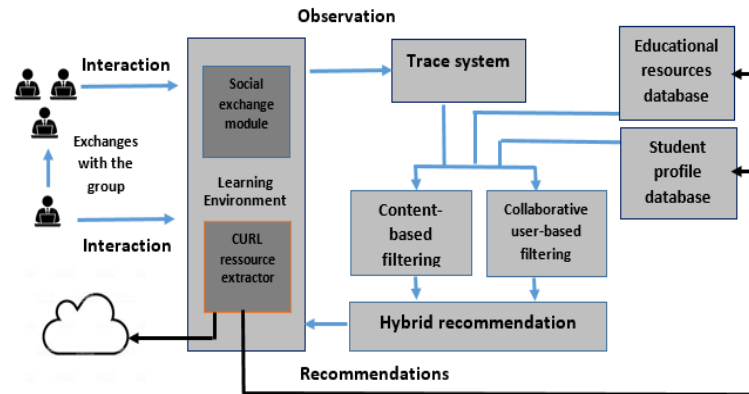 Observation
Interaction
Social
exchange
module
Trace system
Educational
resources
database
Exchanges
with the
group
Student
profile
database
Learning
Environment
Interaction
CURL
ressource
extractor
Content-
based
filtering
Collaborative
user-based
filtering
Hybrid recommendation
Recommendations